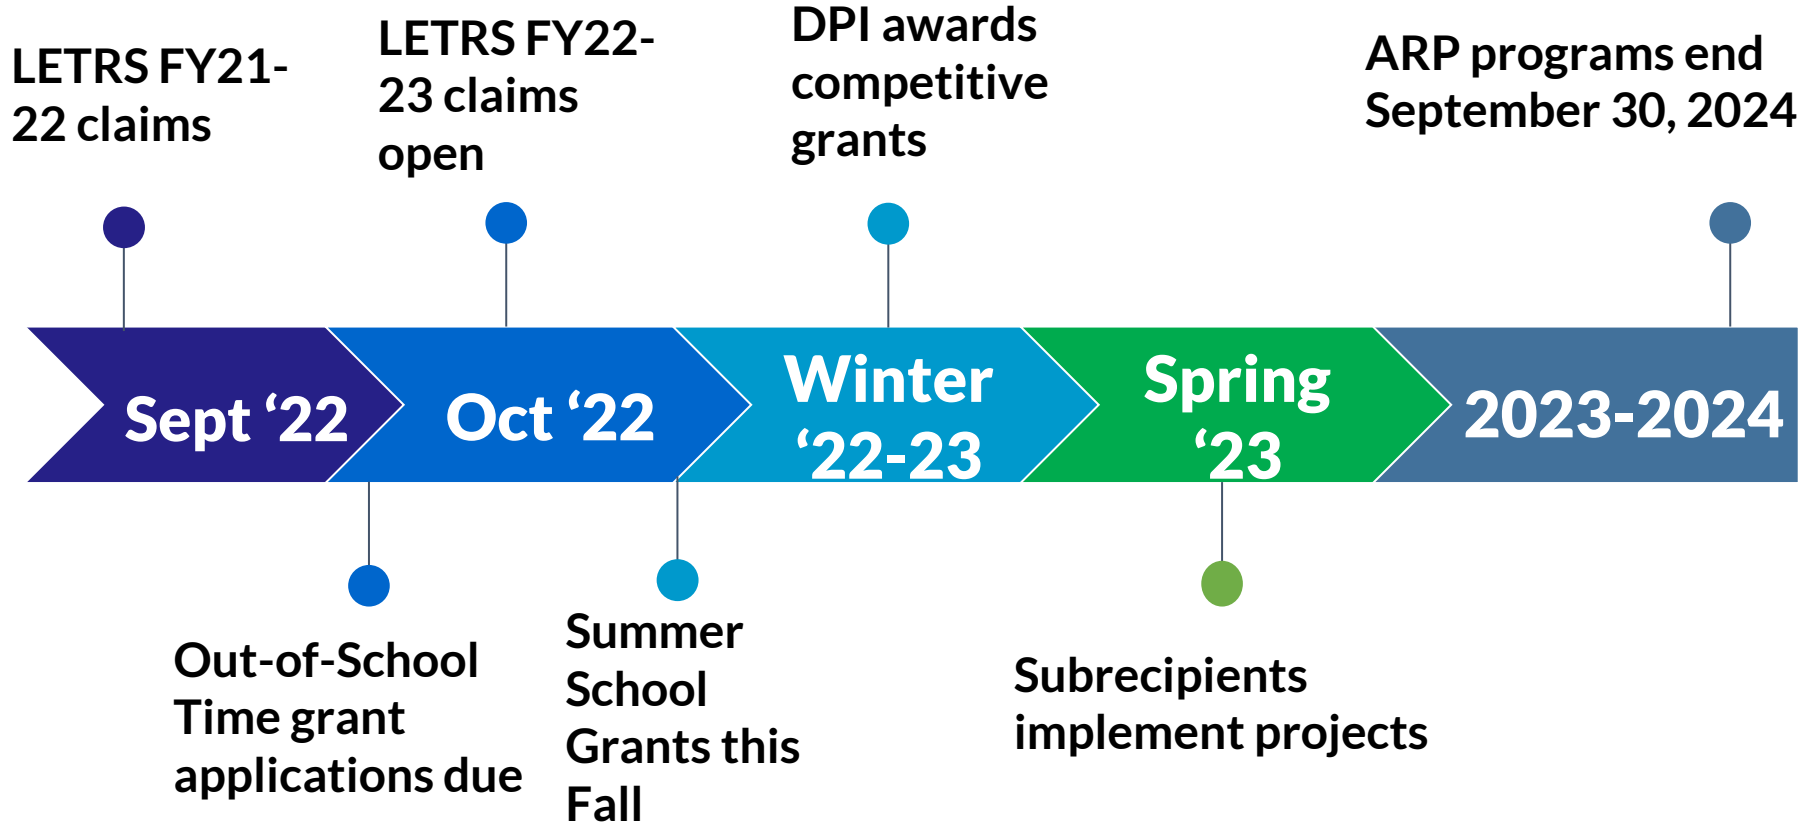 LETRS FY21-
22 claims
LETRS FY22-
23 claims
open
DPI awards
competitive
grants
ARP programs end
September 30, 2024
Sept ‘22
Oct ‘22
Winter
‘22-23
Spring
‘23
2023-2024
Out-of-School
Time grant
applications due
Summer
School
Grants this
Fall
Subrecipients
implement projects